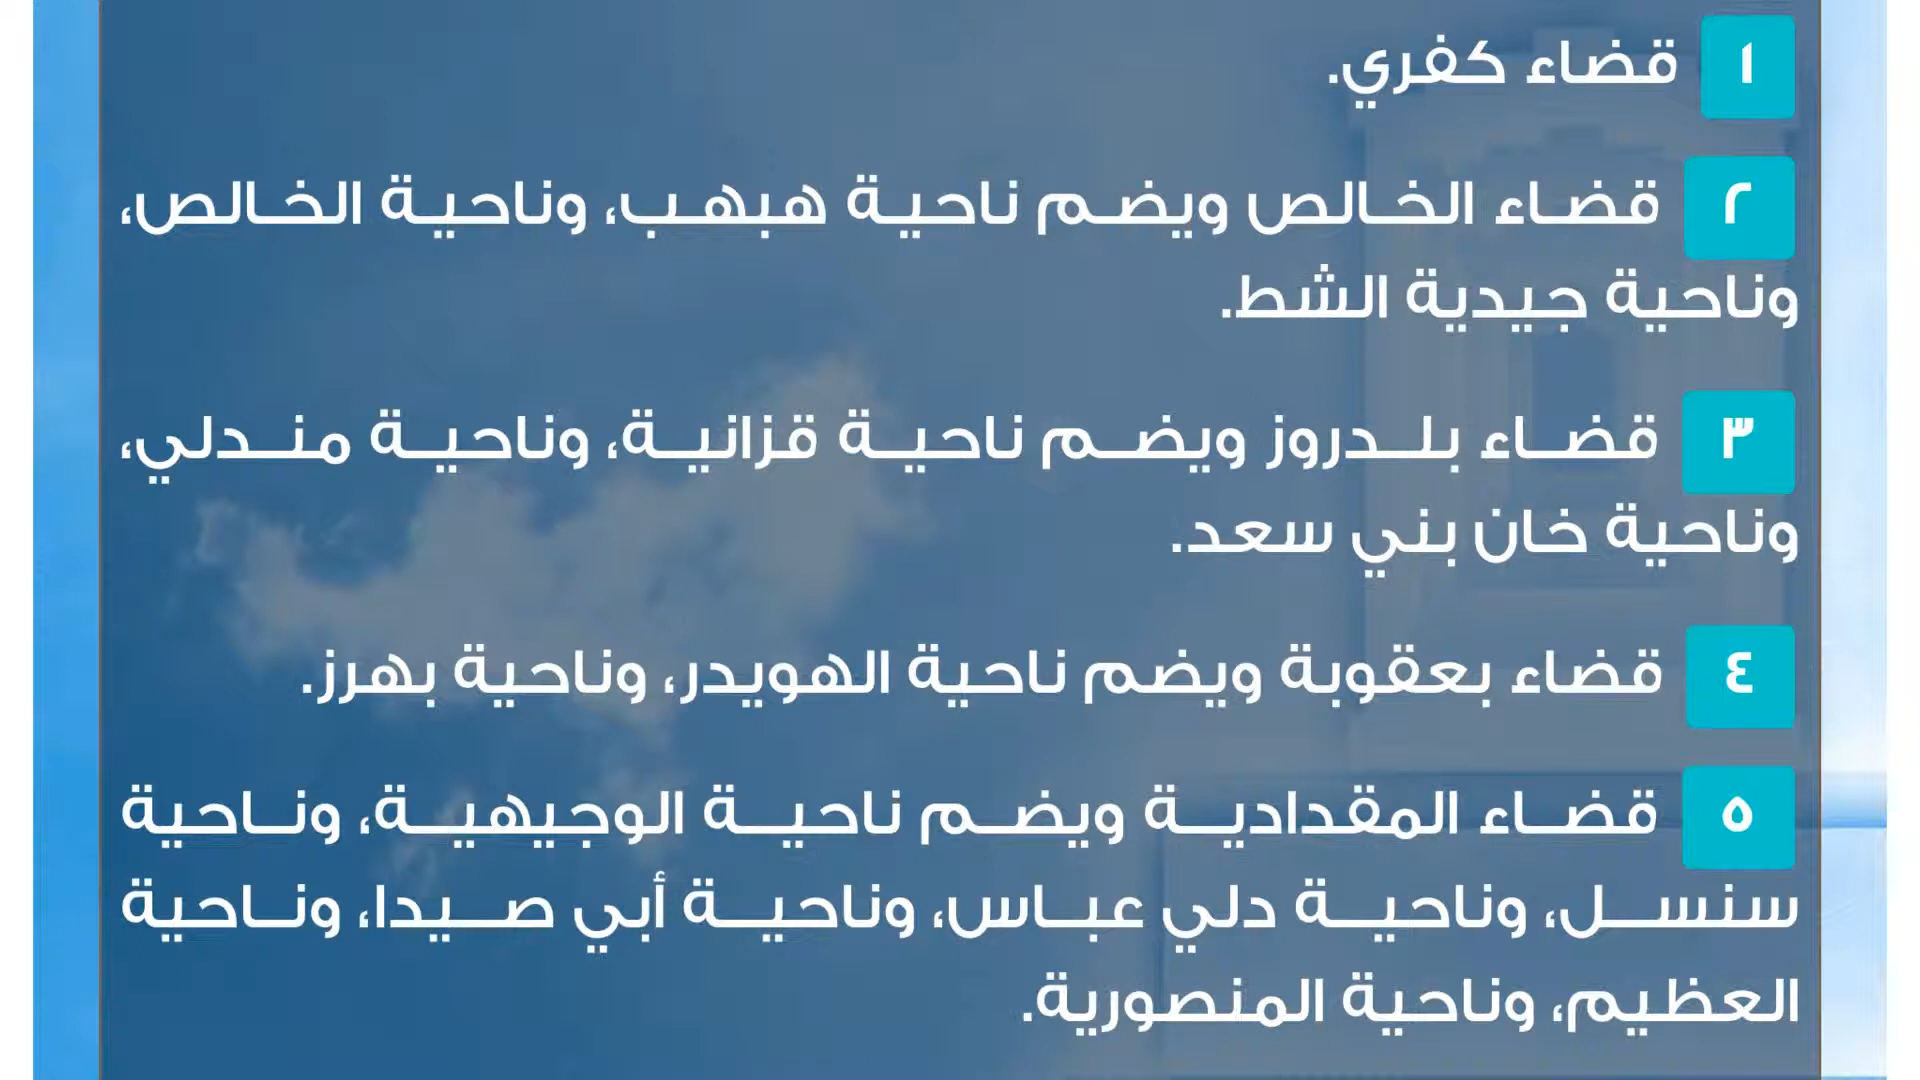 ١ قضاء كفري.
٢ قضاء الخالص ويضم ناحية هبهب، وناحية الخالص،
وناحية جيدية الشط.
٣ قضاء بلدروز ويضم ناحية قزانية، وناحية مندلي،
وناحية خان بني سعد.
٤ قضاء بعقوبة ويضم ناحية الهويدر، وناحية بهرز.
٥ قضاء المقدادية ويضم ناحية الوجيهية، وناحية
سنسل، وناحية دلي عباس، وناحية أبي صيدا، وناحية
العظيم، وناحية المنصورية.